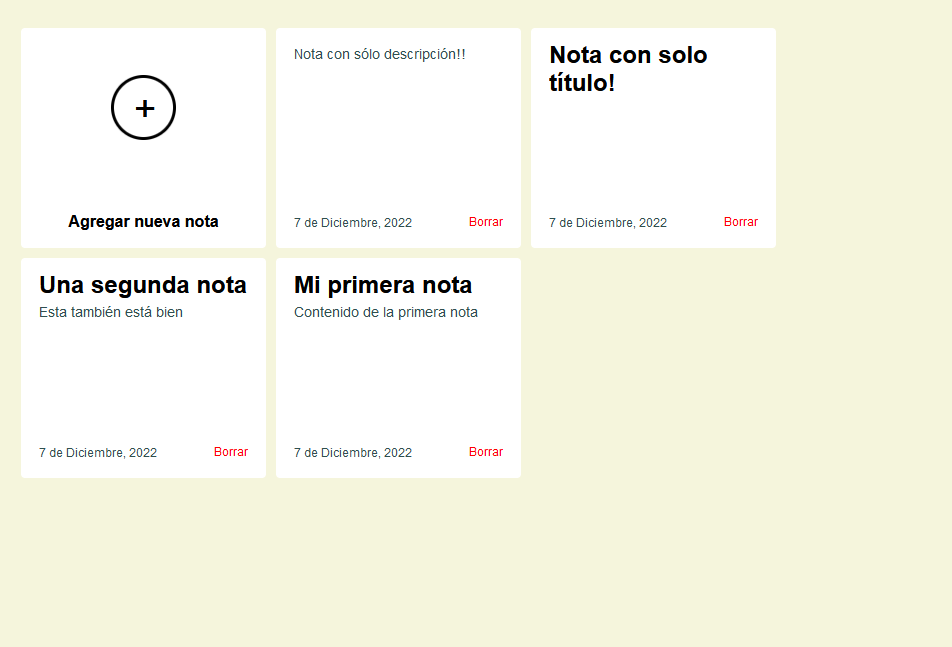 +
Agregar nueva nota
Nota con sólo descripción!!
7 de Diciembre, 2022
Borrar
Nota con solo
título!
7 de Diciembre, 2022
Borrar
Una segunda nota
Esta también está bien
7 de Diciembre, 2022
Borrar
Mi primera nota
Contenido de la primera nota
7 de Diciembre, 2022
Borrar